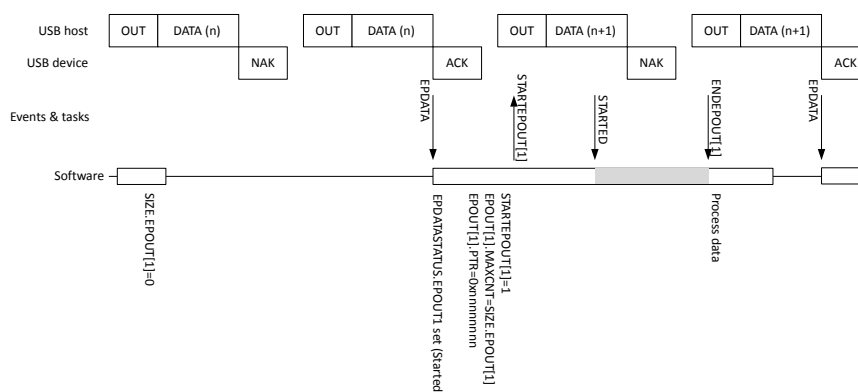 USB host
OUT
DATA (n)
OUT
DATA (n)
OUT
DATA (n+1)
OUT
DATA (n+1)
USB device
NAK
ACK
NAK
ACK
Events & tasks
EPDATA
STARTEPOUT[1]
STARTED
ENDEPOUT[1]
EPDATA
Software
SIZE.EPOUT[1]=0
EPDATASTATUS.EPOUT1 set (Started
EPOUT[1].PTR=0xnnnnnnnn
EPOUT[1].MAXCNT=SIZE.EPOUT[1]
STARTEPOUT[1]=1
Process data